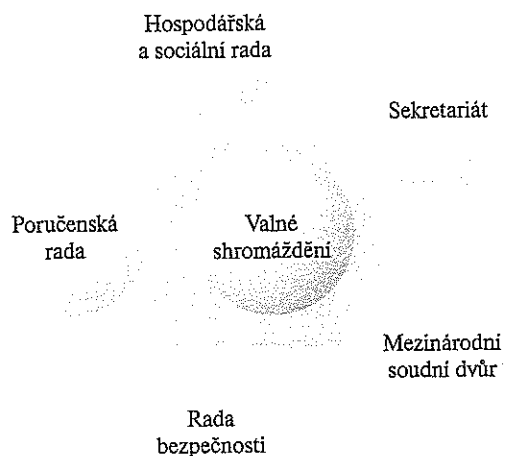 Hospodářská
a sociální rada
Sekretariát
Poručenská
rada
Valné
shromáždění
Mezinárodní
soudní dvůr
Rada
bezpečnosti